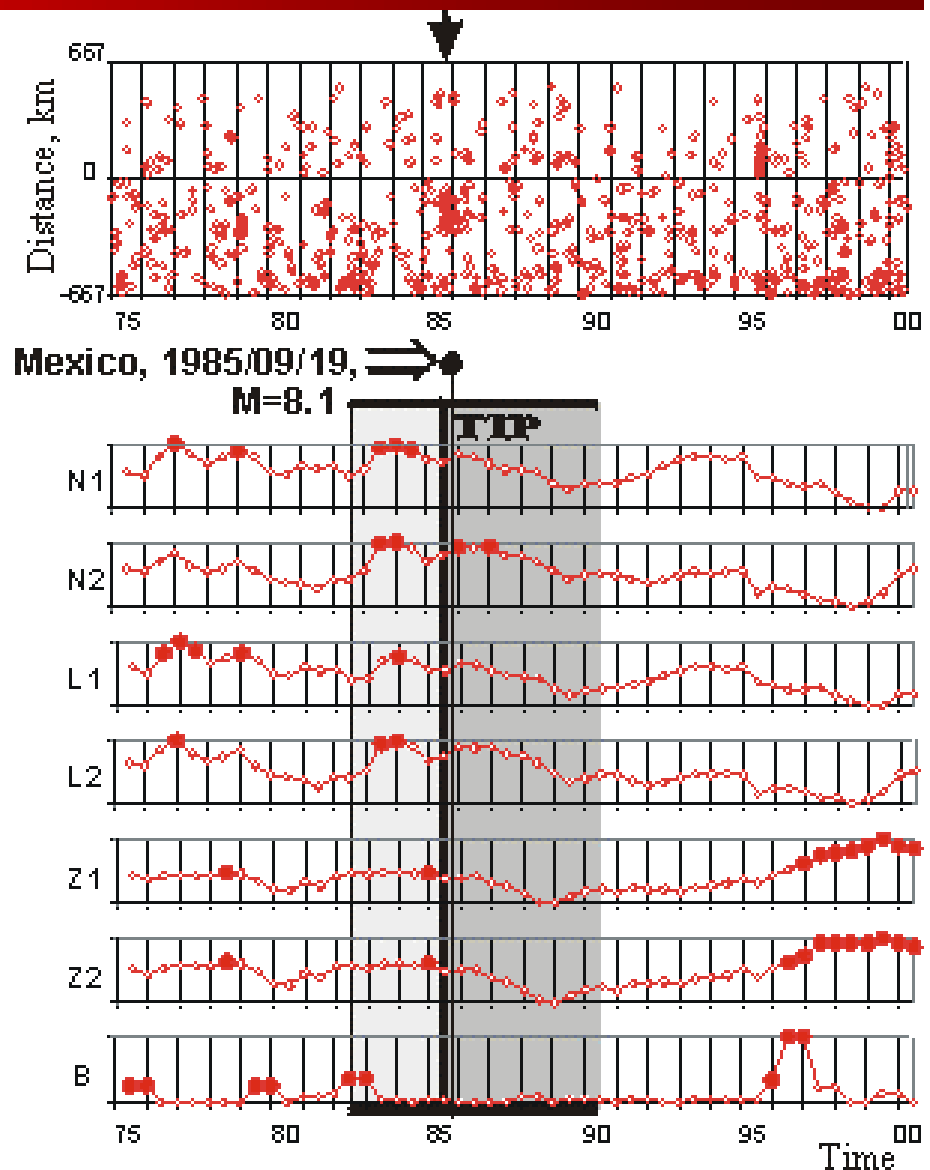 667
Distance, km
0
-667
75 80 85 90 95 00
Mexico, 1985/09/19,
M=8.1
TIP
N1
N2
L1
L2
Z1
Z2
B
75 80 85 90 95 00
Time